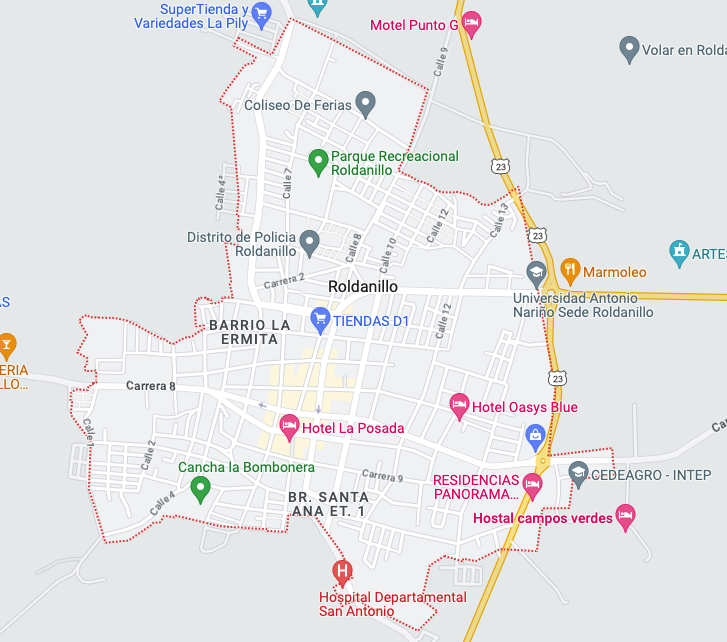 SuperTienda y
Variedades La Pily
Motel Punto G
Volar en Rolda
Calle 9
Coliseo De Ferias
Parque Recreacional
Roldanillo
23
Calle 7
Calle 4ª
Calle 12
Calle 13
Distrito de Policia
Roldanillo
Calle 8
Calle 10
23
ARTES
Marmoleo
Carrera 2
Roldanillo
Universidad Antonio
Nariño Sede Roldanillo
AS
BARRIO LA
ERMITA
TIENDAS D1
Calle 12
ERIA
LLO...
Carrera 8
23
Hotel Oasys Blue
Hotel La Posada
Calle 1
Calle 2
Car
Cancha la Bombonera
Carrera 9
RESIDENCIAS
PANORAMA...
CEDEAGRO - INTEP
Calle 4
BR. SANTA
ANA ET. 1
Hostal campos verdes
H
Hospital Departamental
San Antonio